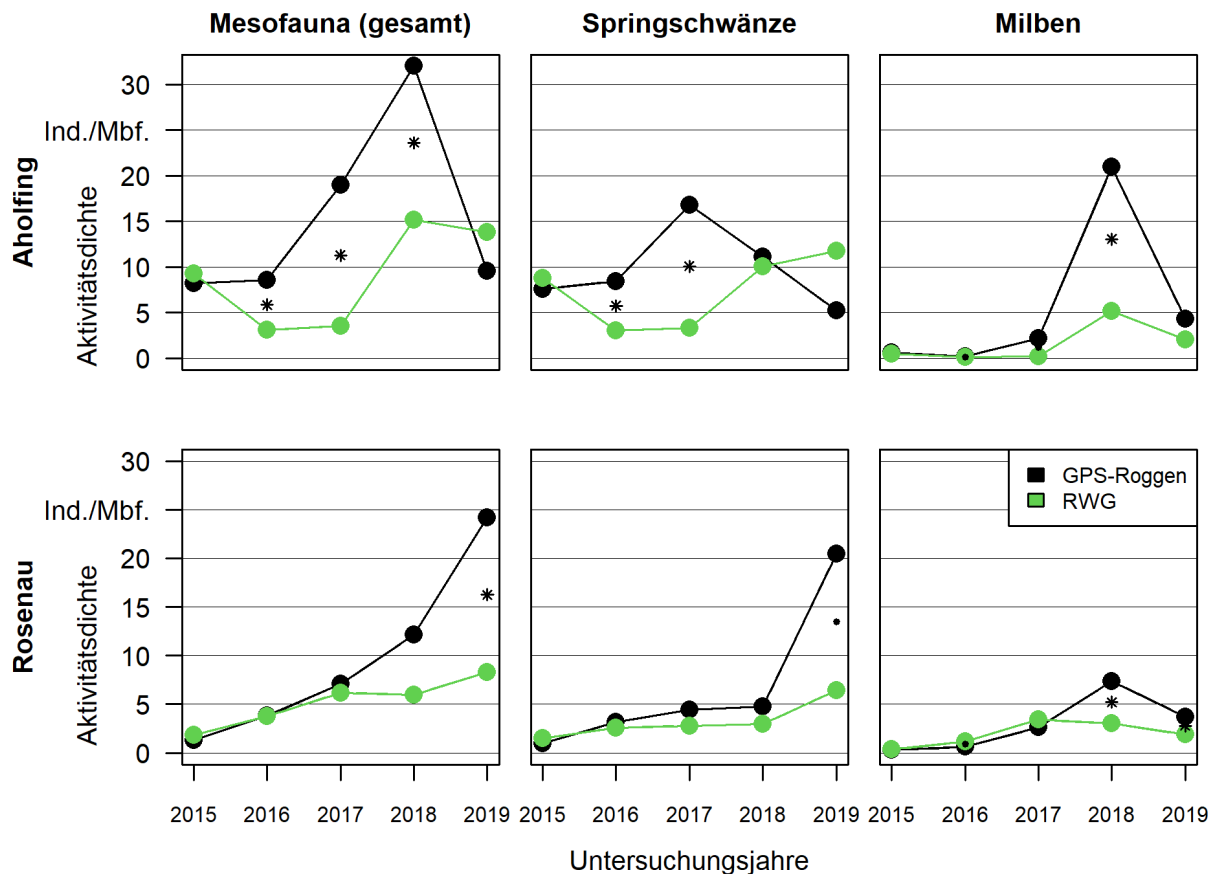 Mesofauna (gesamt) Springschwänze Milben
Aholfing
Aktivitätsdichte
Ind./Mbf.
30
20
15
10
5
0
Rosenau
Aktivitätsdichte
Ind./Mbf.
30
20
15
10
5
0
GPS-Roggen
RWG
2015 2016 2017 2018 2019 2015 2016 2017 2018 2019 2015 2016 2017 2018 2019
Untersuchungsjahre